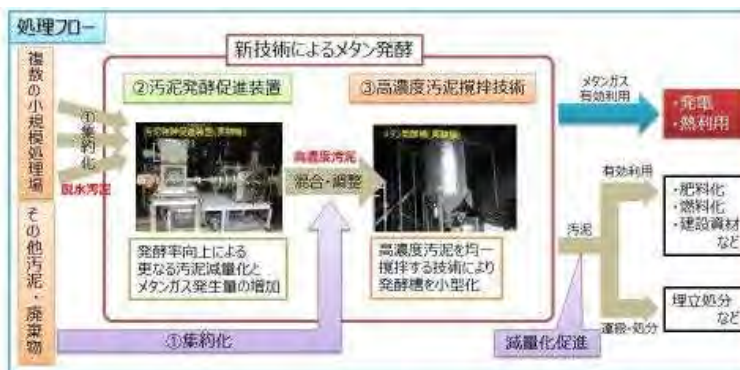 処理フロー
新技術によるメタン発酵
複数の小規模処理場
①集約化
脱水汚泥
②汚泥発酵促進装置
発酵率向上による
更なる汚泥減量化と
メタンガス発生量の増加
高濃度汚泥
混合・調整
③高濃度汚泥撹拌技術
高濃度汚泥を均一
撹拌する技術により
発酵槽を小型化
メタンガス
有効利用
・発電
・熱利用
汚泥
有効利用
・肥料化
・燃料化
・建設資材
など
埋立処分
など
運搬・処分
減量化促進
その他汚泥・廃棄物
①集約化